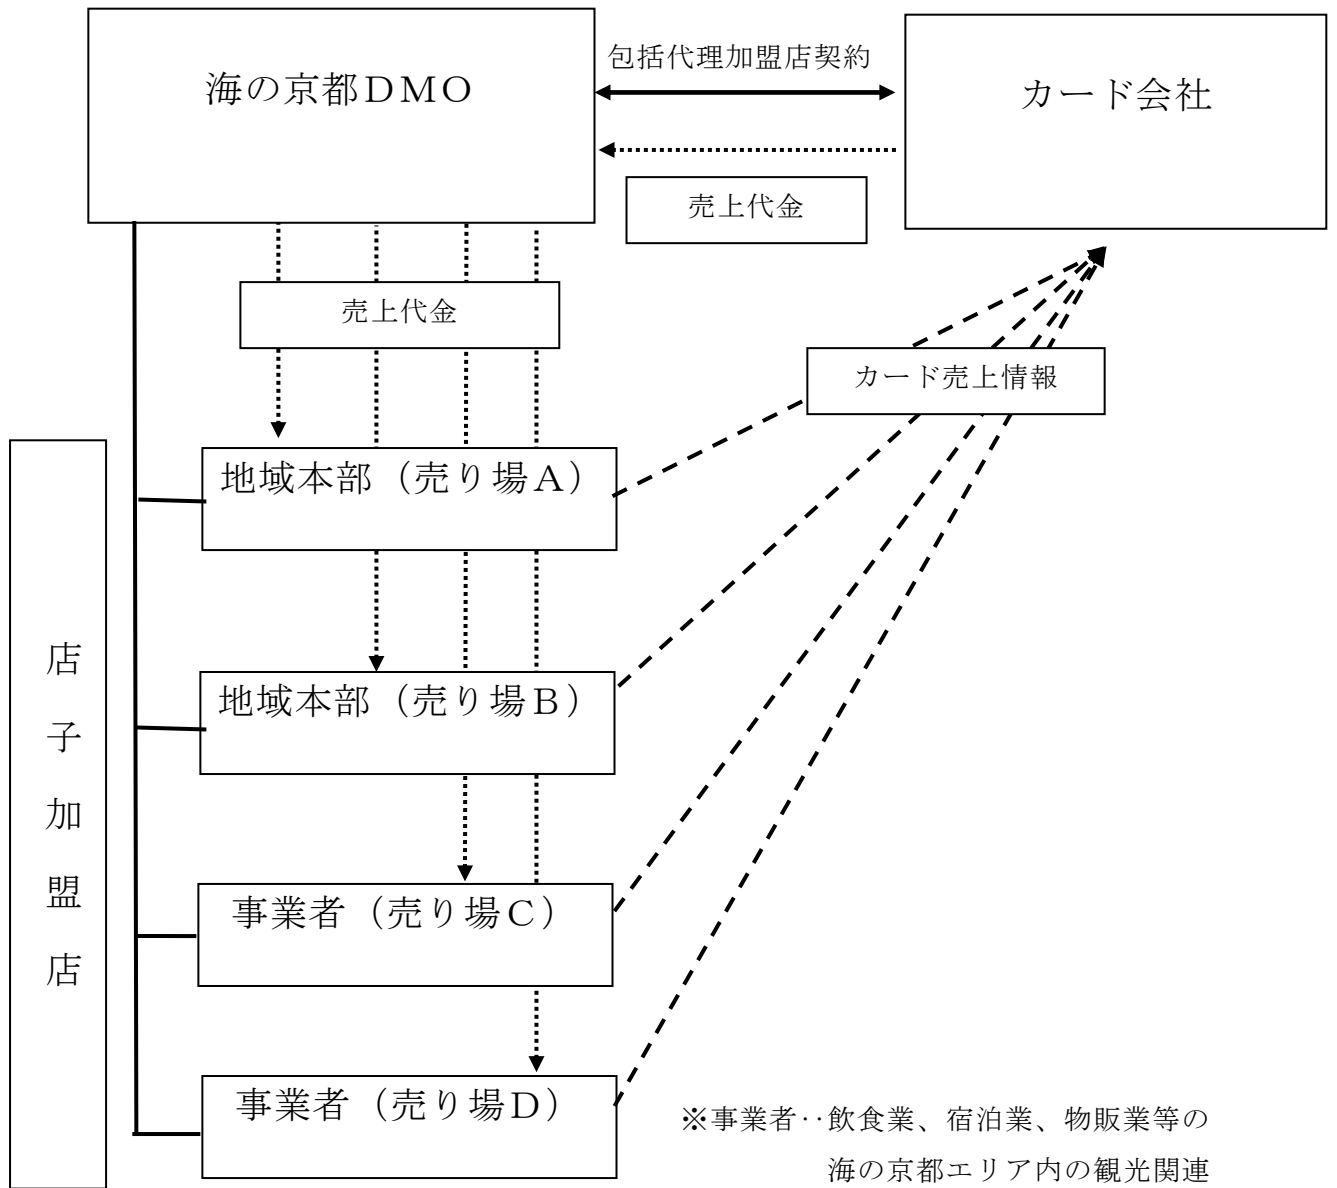 海の京都ＤＭＯ
包括代理加盟店契約
カード会社
売上代金
売上代金
カード売上情報
地域本部（売り場Ａ）
地域本部（売り場Ｂ）
事業者（売り場Ｃ）
事業者（売り場Ｄ）
店子加盟店
※事業者‥飲食業、宿泊業、物販業等の
海の京都エリア内の観光関連